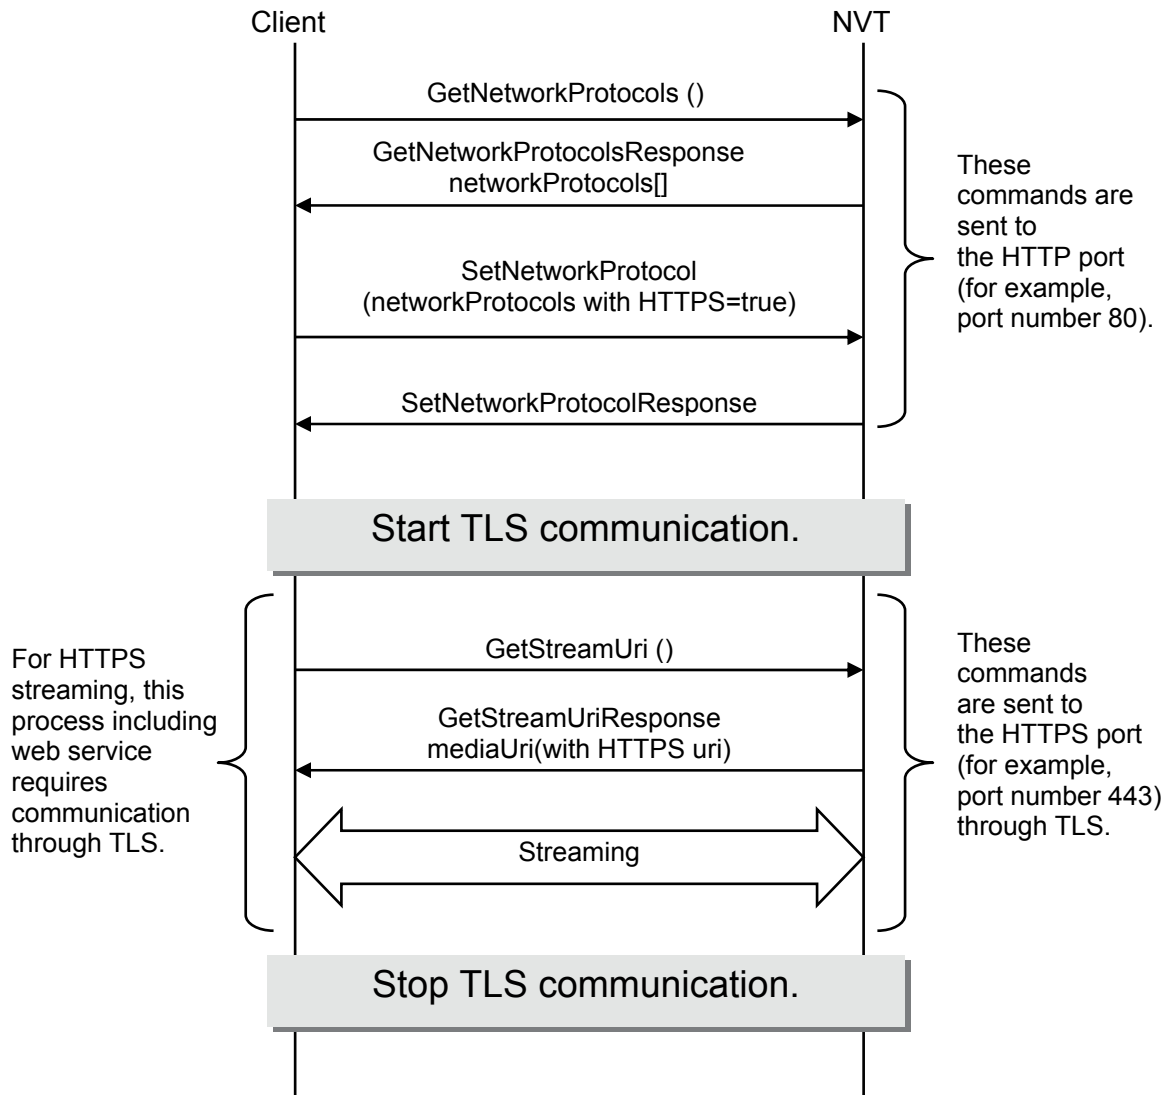 Client
NVT
GetNetworkProtocols ()
GetNetworkProtocolsResponse
networkProtocols[]
SetNetworkProtocol
(networkProtocols with HTTPS=true)
SetNetworkProtocolResponse
These
commands are
sent to
the HTTP port
(for example,
port number 80).
Start TLS communication.
For HTTPS
streaming, this
process including
web service
requires
communication
through TLS.
GetStreamUri ()
GetStreamUriResponse
mediaUri(with HTTPS uri)
Streaming
These
commands
are sent to
the HTTPS port
(for example,
port number 443)
through TLS.
Stop TLS communication.